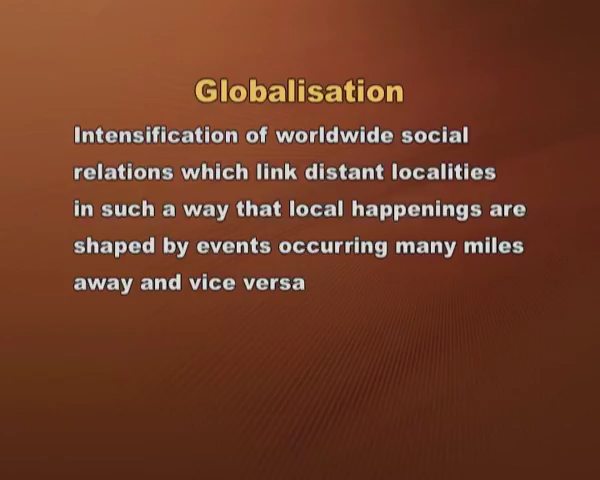 Globalisation
Intensification of worldwide social
relations which link distant localities
in such a way that local happenings are
shaped by events occurring many miles
away and vice versa